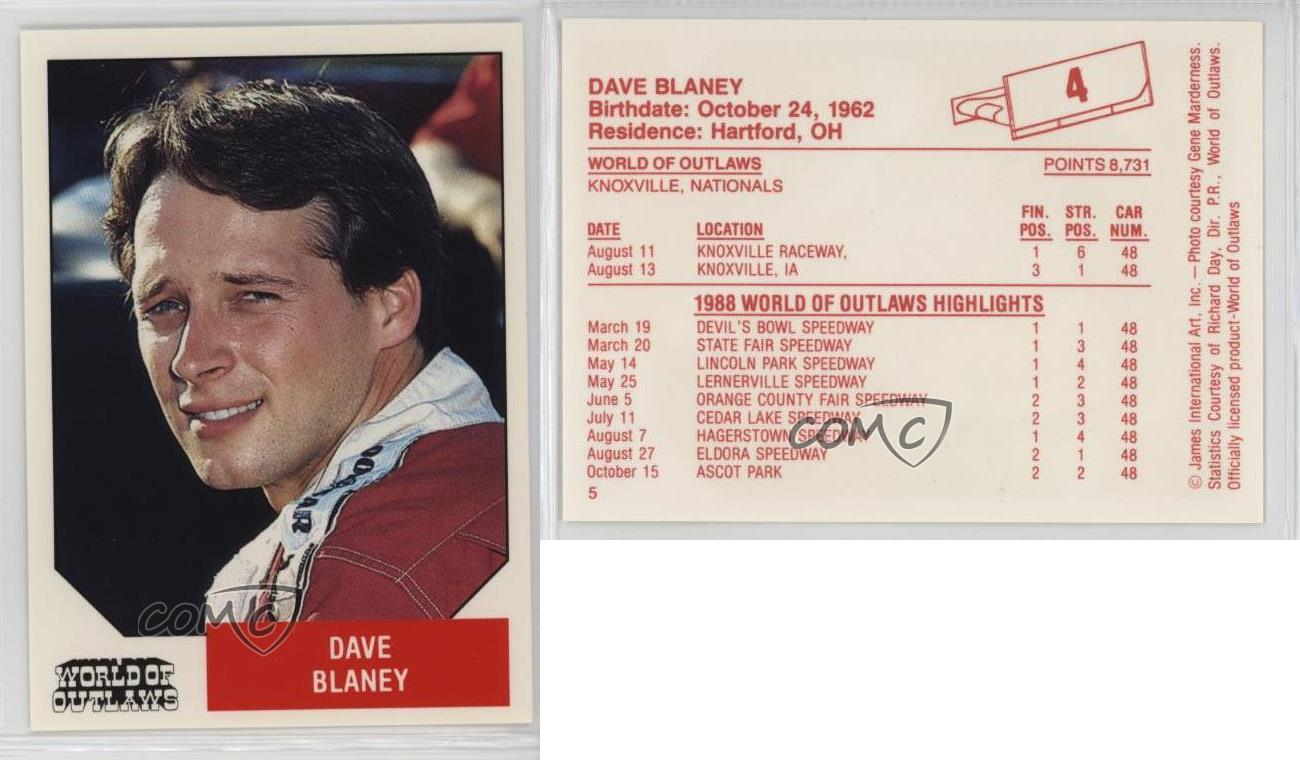 DAVE
BLANEY
WORLD OF
OUTLAWS
COMC
DAVE BLANEY
Birthdate: October 24, 1962
Residence: Hartford, OH
4
WORLD OF OUTLAWS POINTS 8,731
KNOXVILLE, NATIONALS
FIN. STR. CAR
DATE LOCATION POS. POS. NUM.
August 11 KNOXVILLE RACEWAY, 1 6 48
August 13 KNOXVILLE, IA 3 1 48
1988 WORLD OF OUTLAWS HIGHLIGHTS
March 19 DEVIL'S BOWL SPEEDWAY 1 1 48
March 20 STATE FAIR SPEEDWAY 1 3 48
May 14 LINCOLN PARK SPEEDWAY 1 4 48
May 25 LERNERVILLE SPEEDWAY 1 2 48
June 5 ORANGE COUNTY FAIR SPEEDWAY 2 3 48
July 11 CEDAR LAKE SPEEDWAY 2 3 48
August 7 HAGERSTOWN SPEEDWAY 1 4 48
August 27 ELDORA SPEEDWAY 2 1 48
October 15 ASCOT PARK 2 2 48
5
COMC
© James International Art, Inc. — Photo courtesy Gene Marderness.
Statistics Courtesy of Richard Day, Dir. P.R., World of Outlaws.
Officially licensed product - World of Outlaws